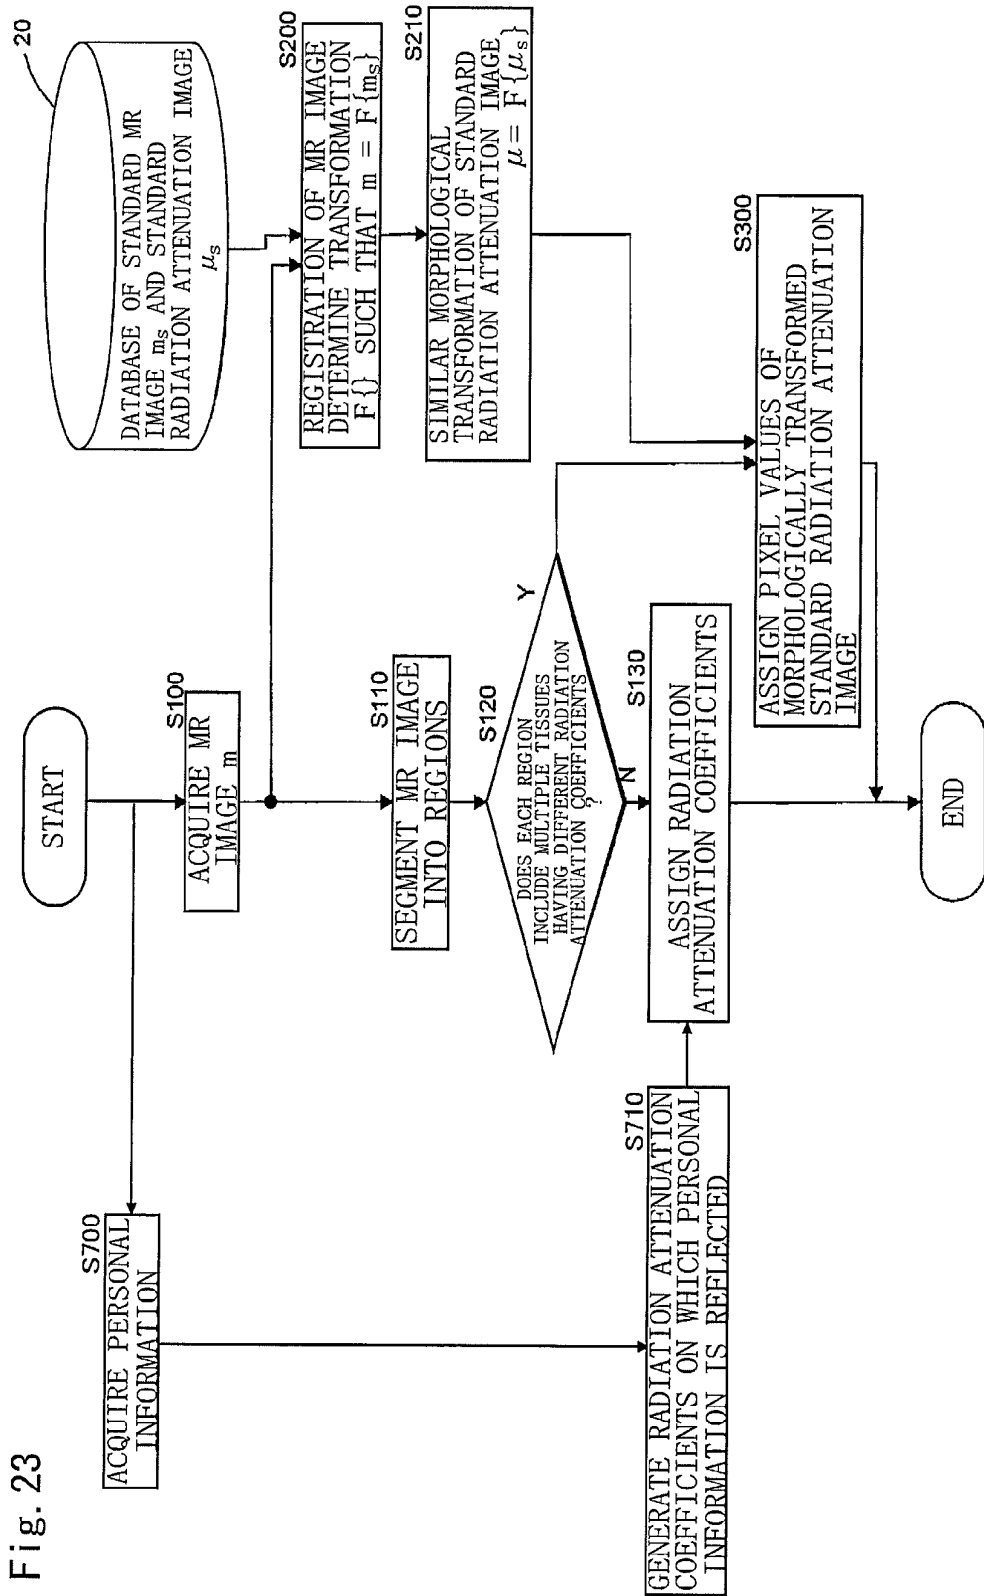 Fig. 23
START
S700
ACQUIRE PERSONAL
INFORMATION
S100
ACQUIRE MR
IMAGE m
20
DATABASE OF STANDARD MR
IMAGE mₛ AND STANDARD
RADIATION ATTENUATION IMAGE
μₛ
S200
REGISTRATION OF MR IMAGE
DETERMINE TRANSFORMATION
F{} SUCH THAT m = F{mₛ}
S110
SEGMENT MR IMAGE
INTO REGIONS
S210
SIMILAR MORPHOLOGICAL
TRANSFORMATION OF STANDARD
RADIATION ATTENUATION IMAGE
μ = F{μₛ}
S120
DOES EACH REGION
INCLUDE MULTIPLE TISSUES
HAVING DIFFERENT RADIATION
ATTENUATION COEFFICIENTS
?
Y
N
S710
GENERATE RADIATION ATTENUATION
COEFFICIENTS ON WHICH PERSONAL
INFORMATION IS REFLECTED
S130
ASSIGN RADIATION
ATTENUATION COEFFICIENTS
S300
ASSIGN PIXEL VALUES OF
MORPHOLOGICALLY TRANSFORMED
STANDARD RADIATION ATTENUATION
IMAGE
END